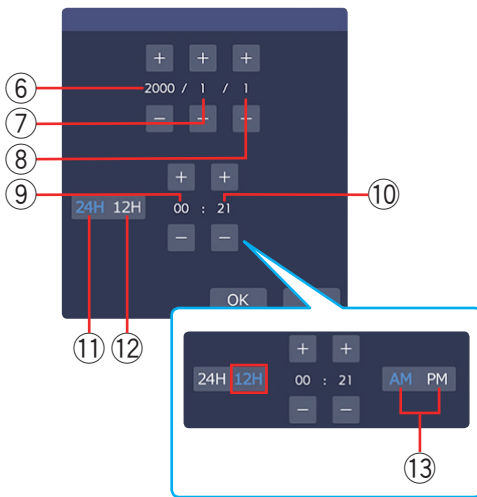 + + +
⑥ 2000 / 1 / 1
⑦ − − −
⑧
+ +
⑨ 24H 12H 00 : 21 ⑩
− −
OK
⑪ ⑫
+ +
24H 12H 00 : 21 AM PM
− −
⑬